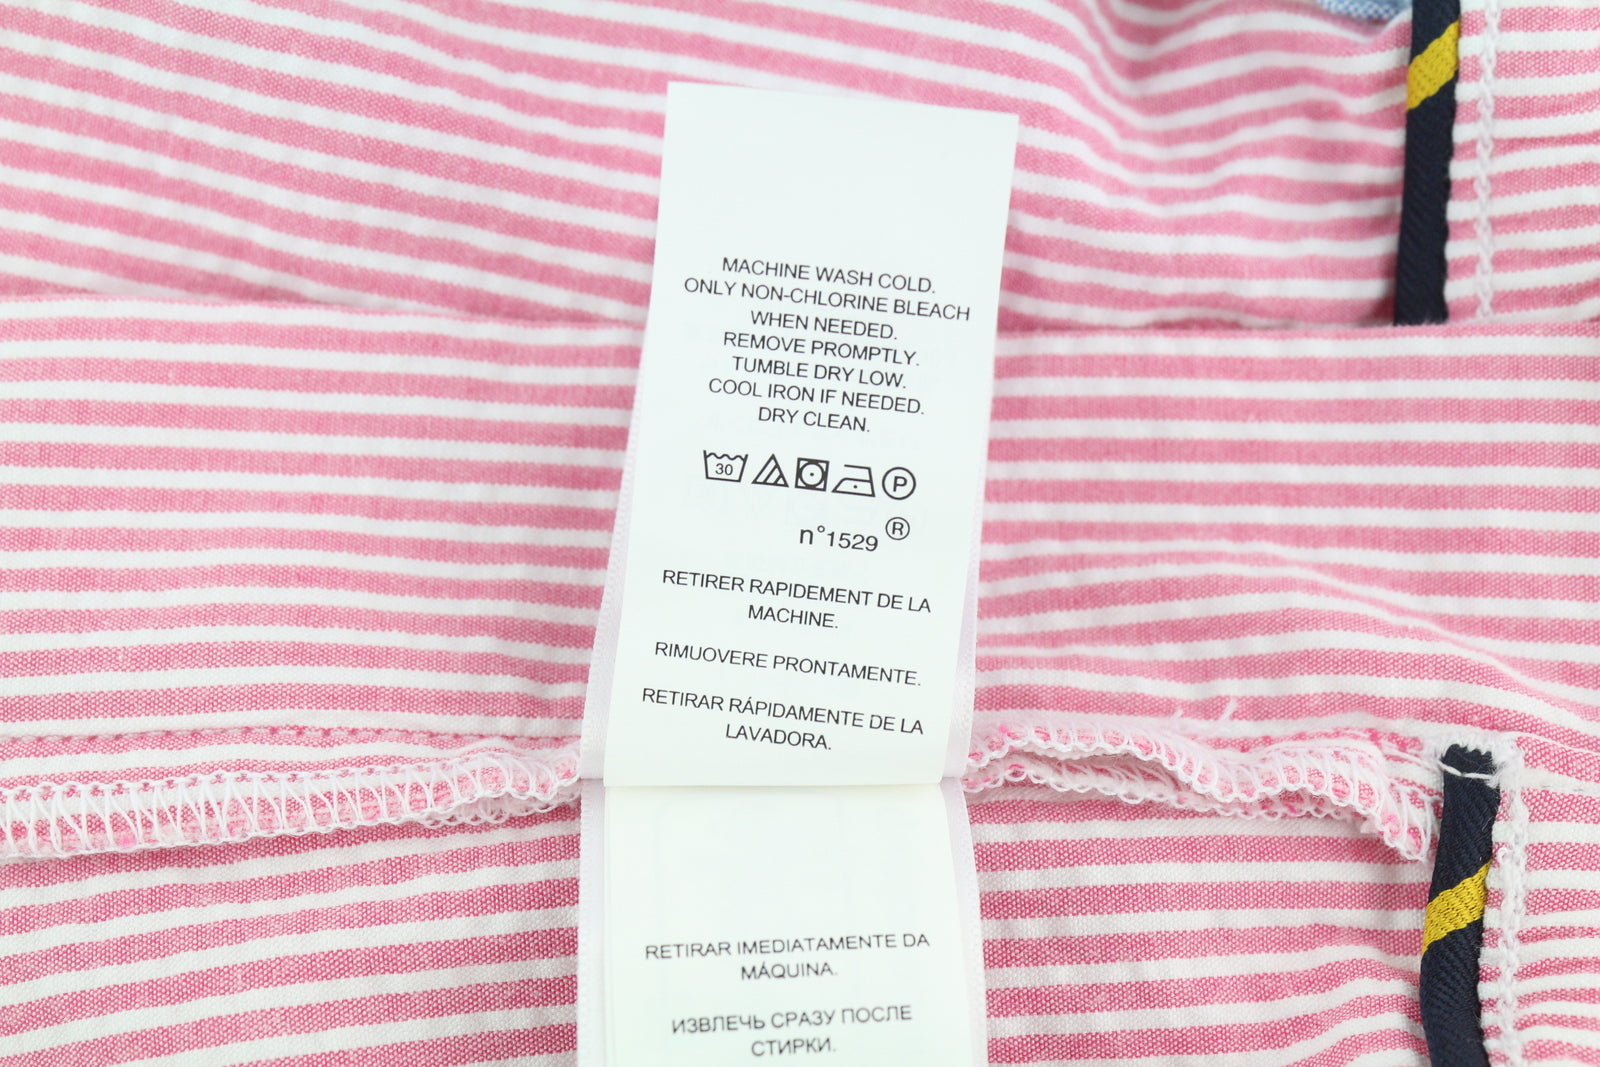 MACHINE WASH COLD.
ONLY NON-CHLORINE BLEACH
WHEN NEEDED.
REMOVE PROMPTLY.
TUMBLE DRY LOW.
COOL IRON IF NEEDED.
DRY CLEAN.
30 P
n°1529 ®
RETIRER RAPIDEMENT DE LA
MACHINE.
RIMUOVERE PRONTAMENTE.
RETIRAR RÁPIDAMENTE DE LA
LAVADORA.
RETIRAR IMEDIATAMENTE DA
MÁQUINA.
ИЗВЛЕЧЬ СРАЗУ ПОСЛЕ
СТИРКИ.